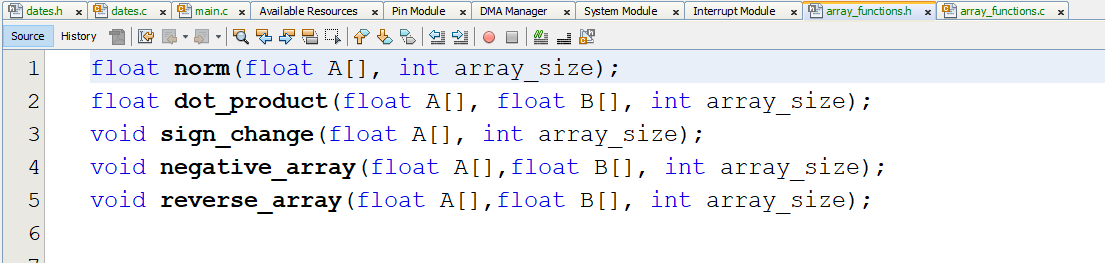 dates.h dates.c main.c Available Resources Pin Module DMA Manager System Module Interrupt Module array_functions.h array_functions.c
Source History
1 float norm(float A[], int array_size);
2 float dot_product(float A[], float B[], int array_size);
3 void sign_change(float A[], int array_size);
4 void negative_array(float A[],float B[], int array_size);
5 void reverse_array(float A[],float B[], int array_size);
6